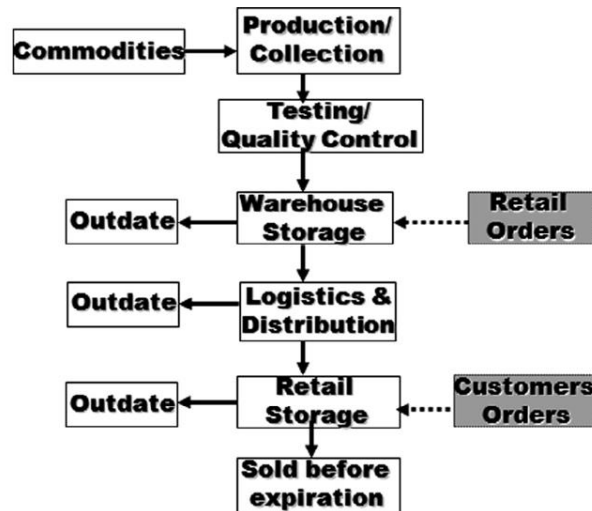 Production/
Collection
Commodities
Testing/
Quality Control
Warehouse
Storage
Outdate
Retail
Orders
Logistics &
Distribution
Outdate
Retail
Storage
Outdate
Customers
Orders
Sold before
expiration